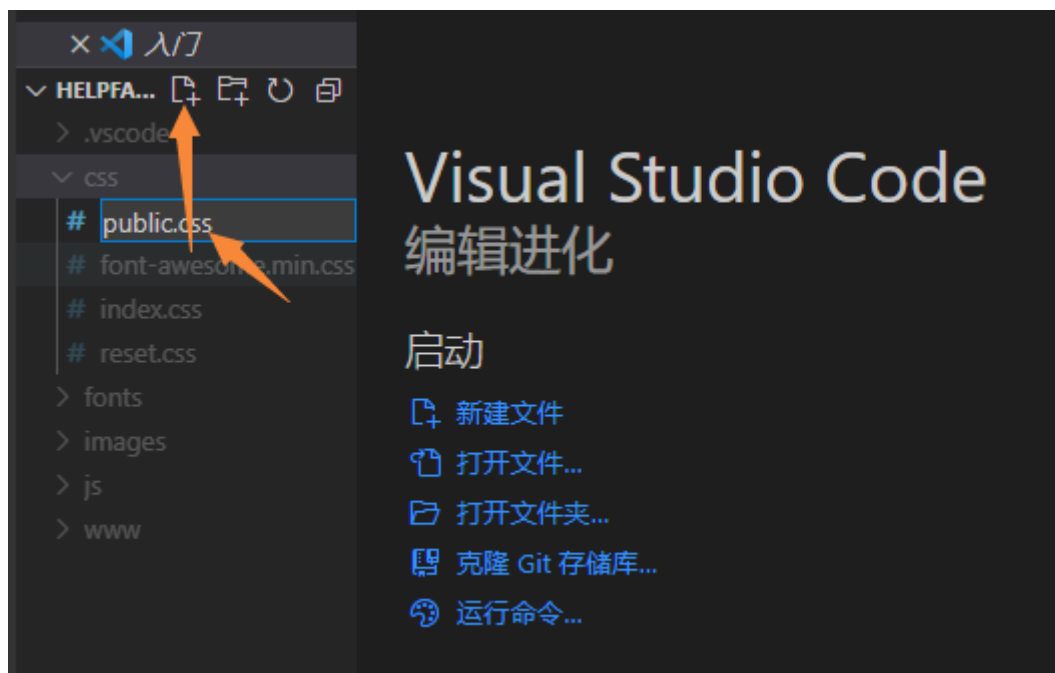 入门
HELPFA...
.vscode
css
public.css
font-awesome.min.css
index.css
reset.css
fonts
images
js
www
Visual Studio Code
编辑进化
启动
新建文件
打开文件...
打开文件夹...
克隆 Git 存储库...
运行命令...